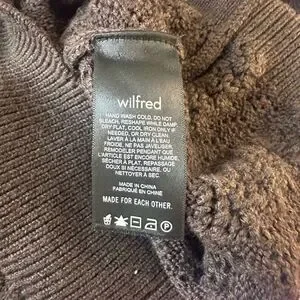 wilfred
HAND WASH COLD, DO NOT
BLEACH, RESHAPE WHILE DAMP,
DRY FLAT, COOL IRON ONLY IF
NEEDED, OR DRY CLEAN.
LAVER À LA MAIN À L'EAU
FROIDE, NE PAS JAVELISER,
REMODELER PENDANT QUE
L'ARTICLE EST ENCORE HUMIDE,
SÉCHER À PLAT, REPASSAGE
DOUX SI NÉCESSAIRE, OU
NETTOYER À SEC.
MADE IN CHINA
FABRIQUÉ EN CHINE
MADE FOR EACH OTHER.
P